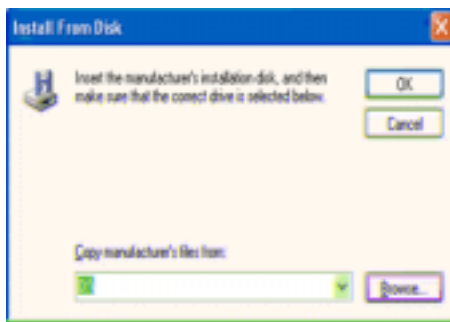 Install From Disk
Insert the manufacturer's installation disk, and then
make sure that the correct drive is selected below.
OK
Cancel
Copy manufacturer's files from:
Browse...